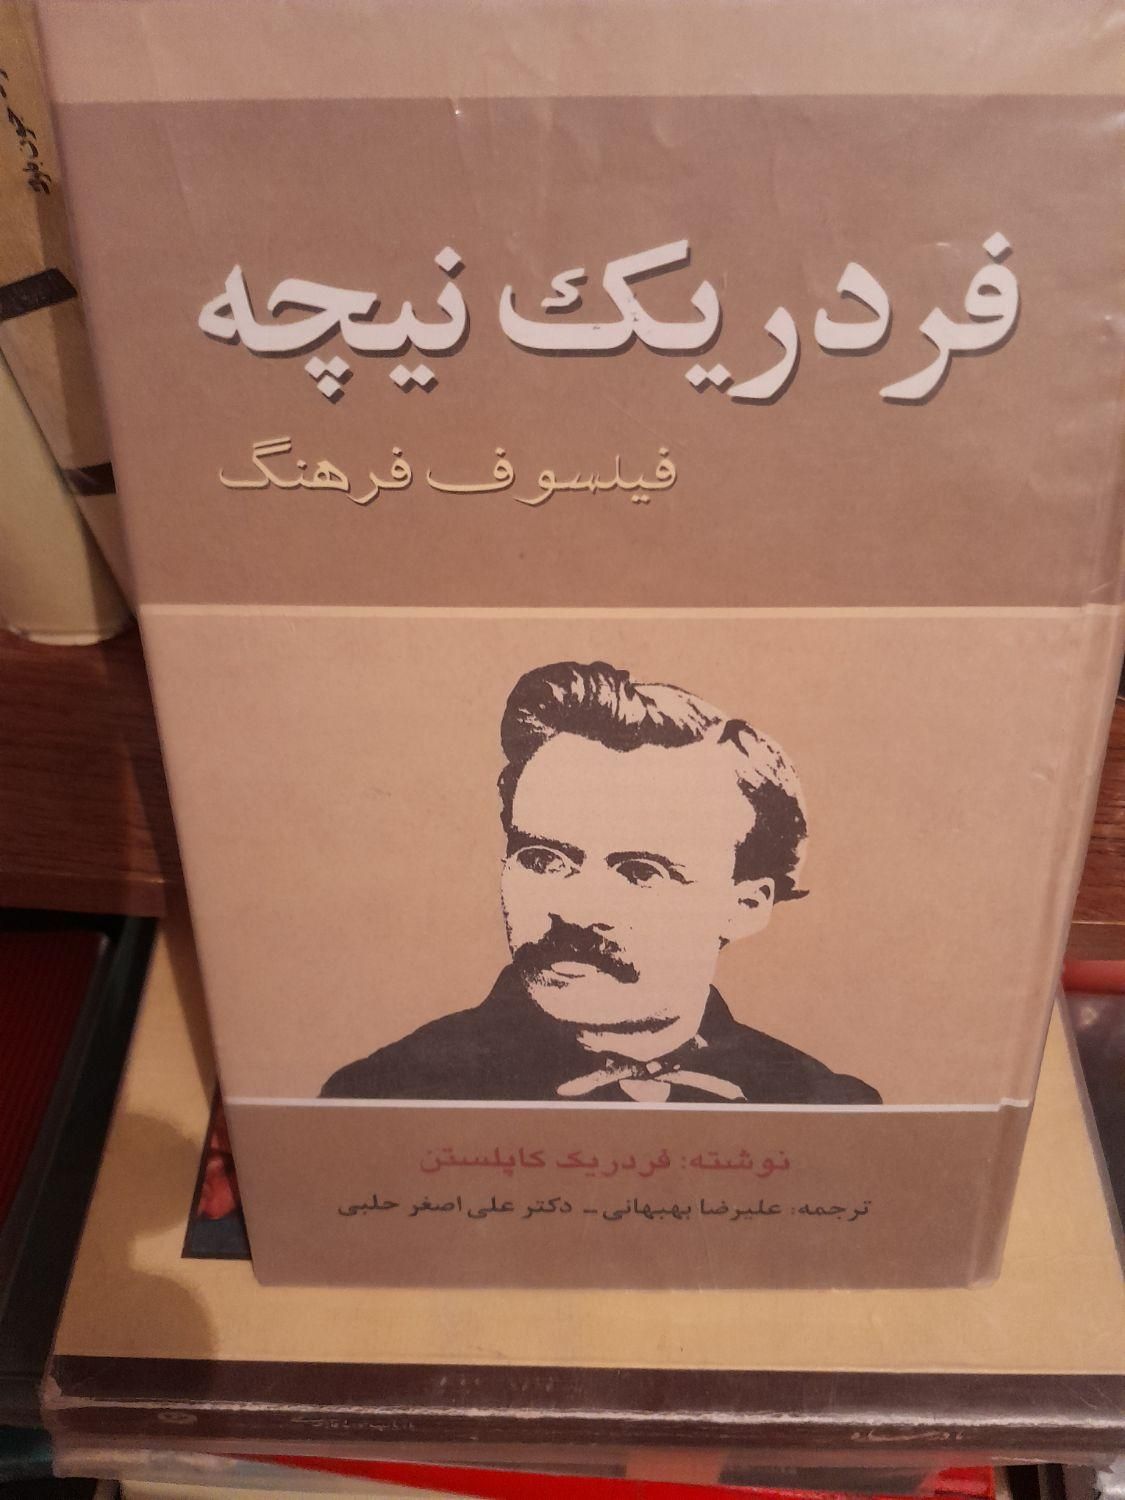 فردریک نیچه
فیلسوف فرهنگ
نوشته: فردریک کاپلستن
ترجمه: علیرضا بهبهانی - دکتر علی اصغر حلبی